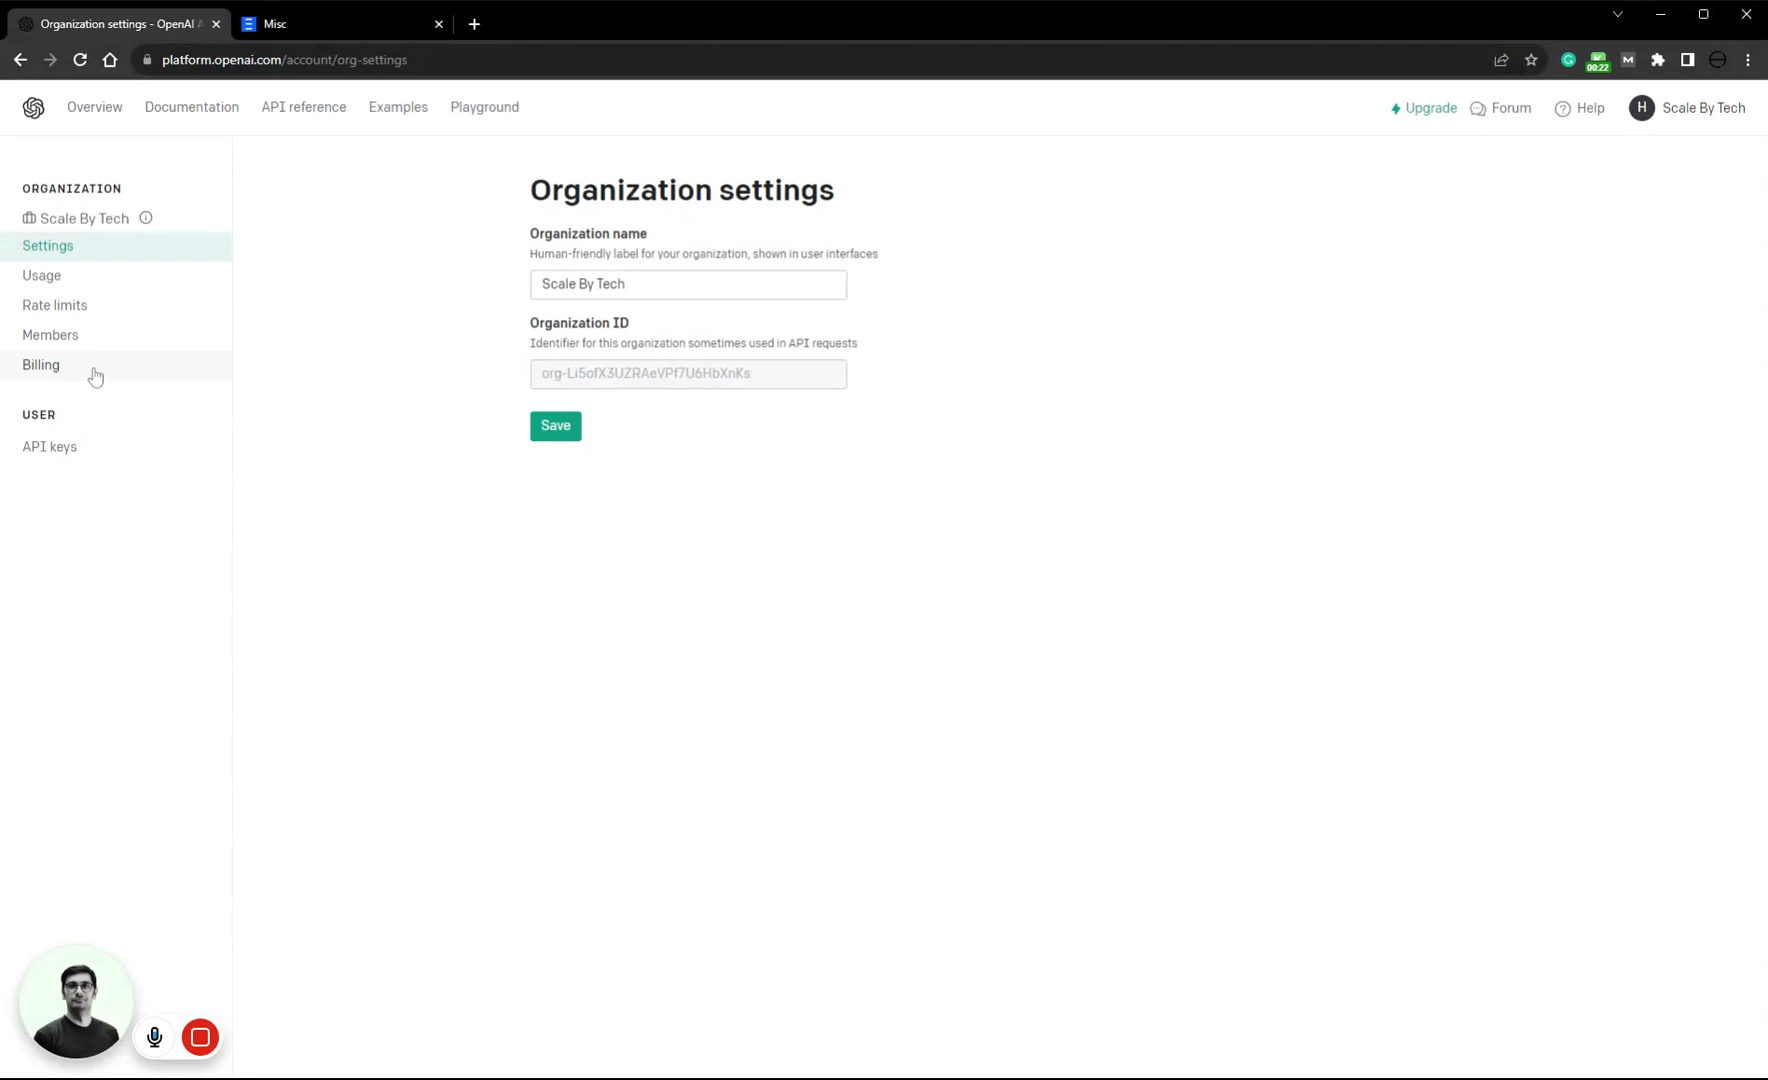 Organization settings - OpenAI A
Misc
platform.openai.com/account/org-settings
00:22
M
Overview
Documentation
API reference
Examples
Playground
Upgrade
Forum
Help
H
Scale By Tech
ORGANIZATION
Scale By Tech
Settings
Usage
Rate limits
Members
Billing
USER
API keys
Organization settings
Organization name
Human-friendly label for your organization, shown in user interfaces
Scale By Tech
Organization ID
Identifier for this organization sometimes used in API requests
org-Li5ofX3UZRAeVPf7U6HbXnKs
Save